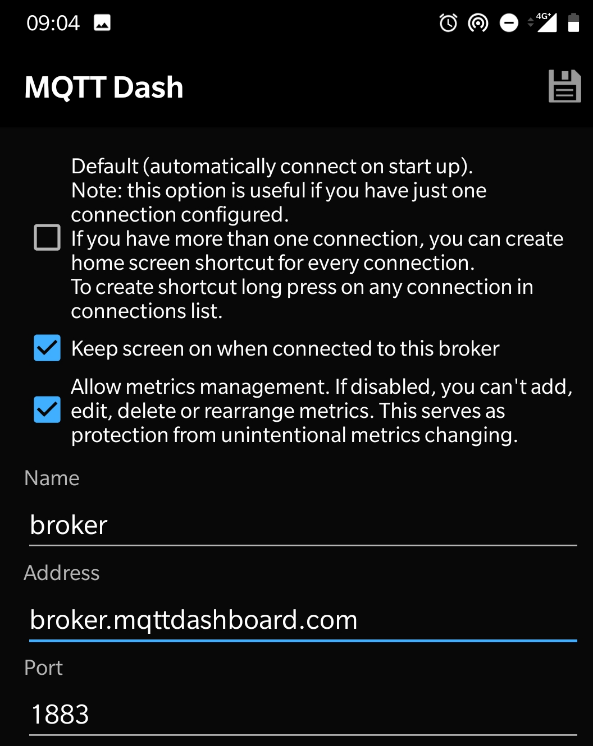 09:04
4G+
MQTT Dash
Default (automatically connect on start up).
Note: this option is useful if you have just one
connection configured.
If you have more than one connection, you can create
home screen shortcut for every connection.
To create shortcut long press on any connection in
connections list.
Keep screen on when connected to this broker
Allow metrics management. If disabled, you can't add,
edit, delete or rearrange metrics. This serves as
protection from unintentional metrics changing.
Name
broker
Address
broker.mqttdashboard.com
Port
1883